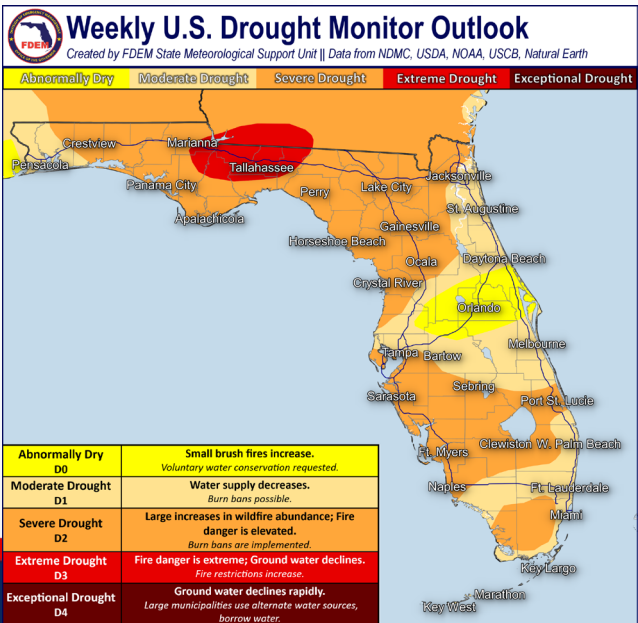 Weekly U.S. Drought Monitor Outlook
FDEM
Created by FDEM State Meteorological Support Unit || Data from NDMC, USDA, NOAA, USCB, Natural Earth
Abnormally Dry Moderate Drought Severe Drought Extreme Drought Exceptional Drought
Crestview
Marianna
Pensacola
Tallahassee
Jacksonville
Panama City
Perry
Lake City
Apalachicola
St. Augustine
Gainesville
Horseshoe Beach
Ocala
Daytona Beach
Crystal River
Orlando
Melbourne
Tampa
Bartow
Sebring
Sarasota
Port St. Lucie
Ft. Myers
Clewiston
W. Palm Beach
Naples
Ft. Lauderdale
Miami
Key Largo
Marathon
Key West
Abnormally Dry
D0
Small brush fires increase.
Voluntary water conservation requested.
Moderate Drought
D1
Water supply decreases.
Burn bans possible.
Severe Drought
D2
Large increases in wildfire abundance; Fire
danger is elevated.
Burn bans are implemented.
Extreme Drought
D3
Fire danger is extreme; Ground water declines.
Fire restrictions increase.
Exceptional Drought
D4
Ground water declines rapidly.
Large municipalities use alternate water sources,
borrow water.